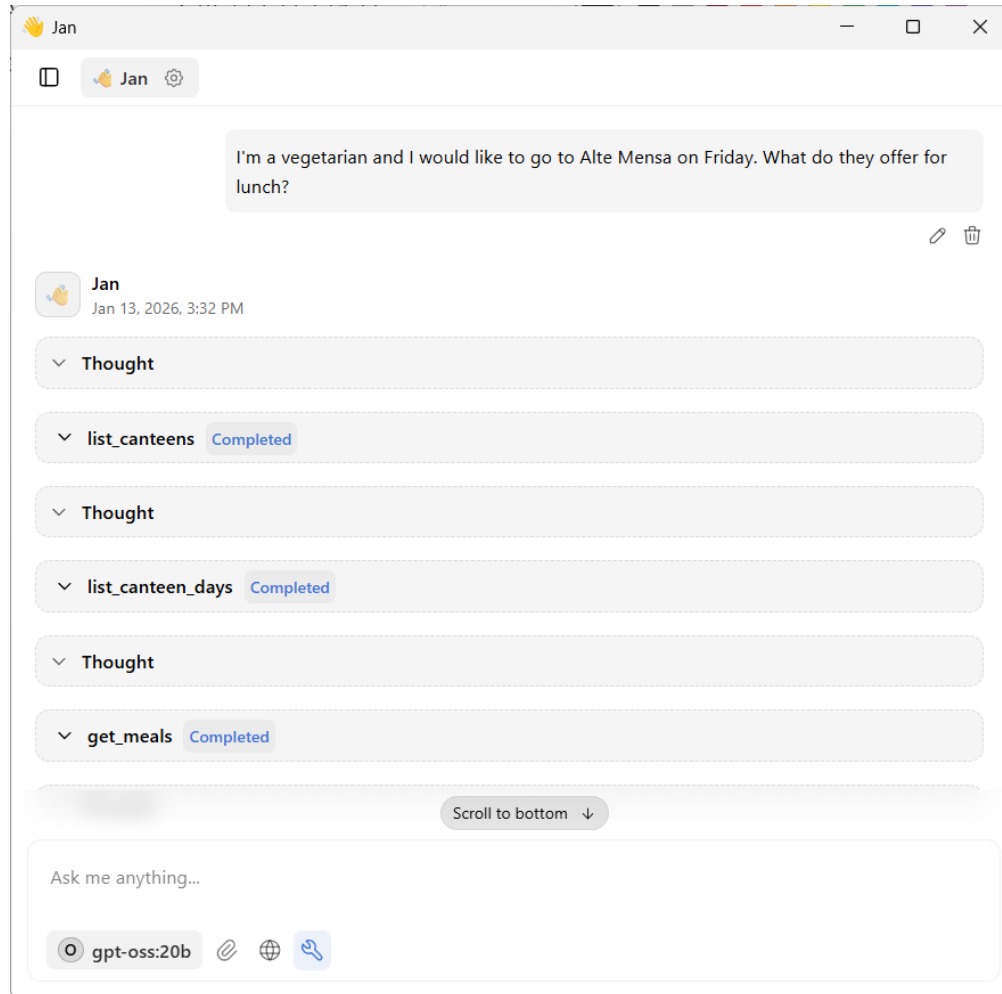 Jan
Jan
I'm a vegetarian and I would like to go to Alte Mensa on Friday. What do they offer for
lunch?
Jan
Jan 13, 2026, 3:32 PM
Thought
list_canteens Completed
Thought
list_canteen_days Completed
Thought
get_meals Completed
Scroll to bottom
Ask me anything...
O gpt-oss:20b